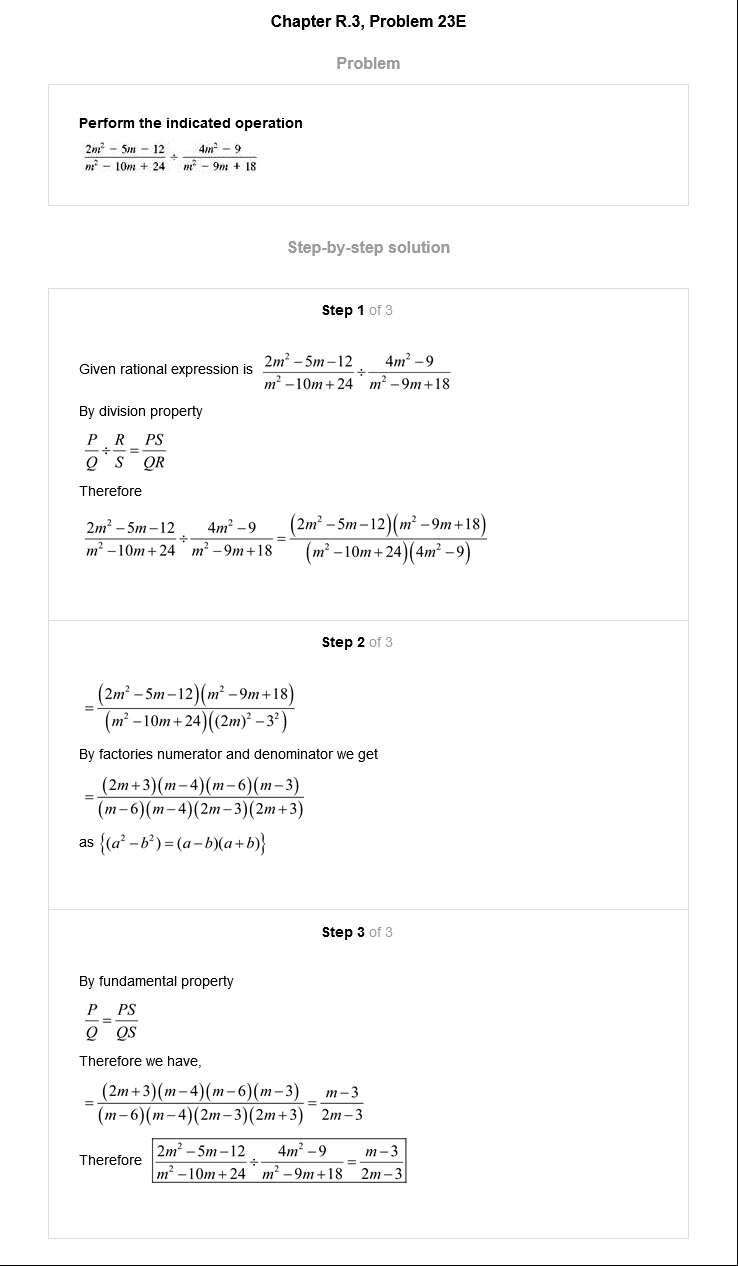 Chapter R.3, Problem 23E
Problem
Perform the indicated operation
\frac{2m^2 - 5m - 12}{m^2 - 10m + 24} ÷ \frac{4m^2 - 9}{m^2 - 9m + 18}
Step-by-step solution
Step 1 of 3
Given rational expression is \frac{2m^2-5m-12}{m^2-10m+24} ÷ \frac{4m^2-9}{m^2-9m+18}
By division property
\frac{P}{Q} ÷ \frac{R}{S} = \frac{PS}{QR}
Therefore
\frac{2m^2-5m-12}{m^2-10m+24} ÷ \frac{4m^2-9}{m^2-9m+18} = \frac{(2m^2-5m-12)(m^2-9m+18)}{(m^2-10m+24)(4m^2-9)}
Step 2 of 3
= \frac{(2m^2-5m-12)(m^2-9m+18)}{(m^2-10m+24)((2m)^2-3^2)}
By factories numerator and denominator we get
= \frac{(2m+3)(m-4)(m-6)(m-3)}{(m-6)(m-4)(2m-3)(2m+3)}
as {(a^2-b^2)=(a-b)(a+b)}
Step 3 of 3
By fundamental property
\frac{P}{Q} = \frac{PS}{QS}
Therefore we have,
= \frac{(2m+3)(m-4)(m-6)(m-3)}{(m-6)(m-4)(2m-3)(2m+3)} = \frac{m-3}{2m-3}
Therefore \frac{2m^2-5m-12}{m^2-10m+24} ÷ \frac{4m^2-9}{m^2-9m+18} = \frac{m-3}{2m-3}